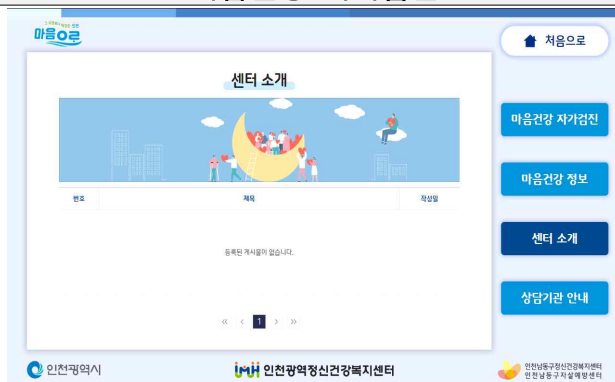 마음으로
처음으로
센터 소개
마음건강 자가검진
마음건강 정보
번호 제목 작성일
센터 소개
등록된 게시물이 없습니다.
상담기관 안내
« ‹ 1 › »
인천광역시
iMH 인천광역정신건강복지센터
인천남동구정신건강복지센터
인천남동구자살예방센터